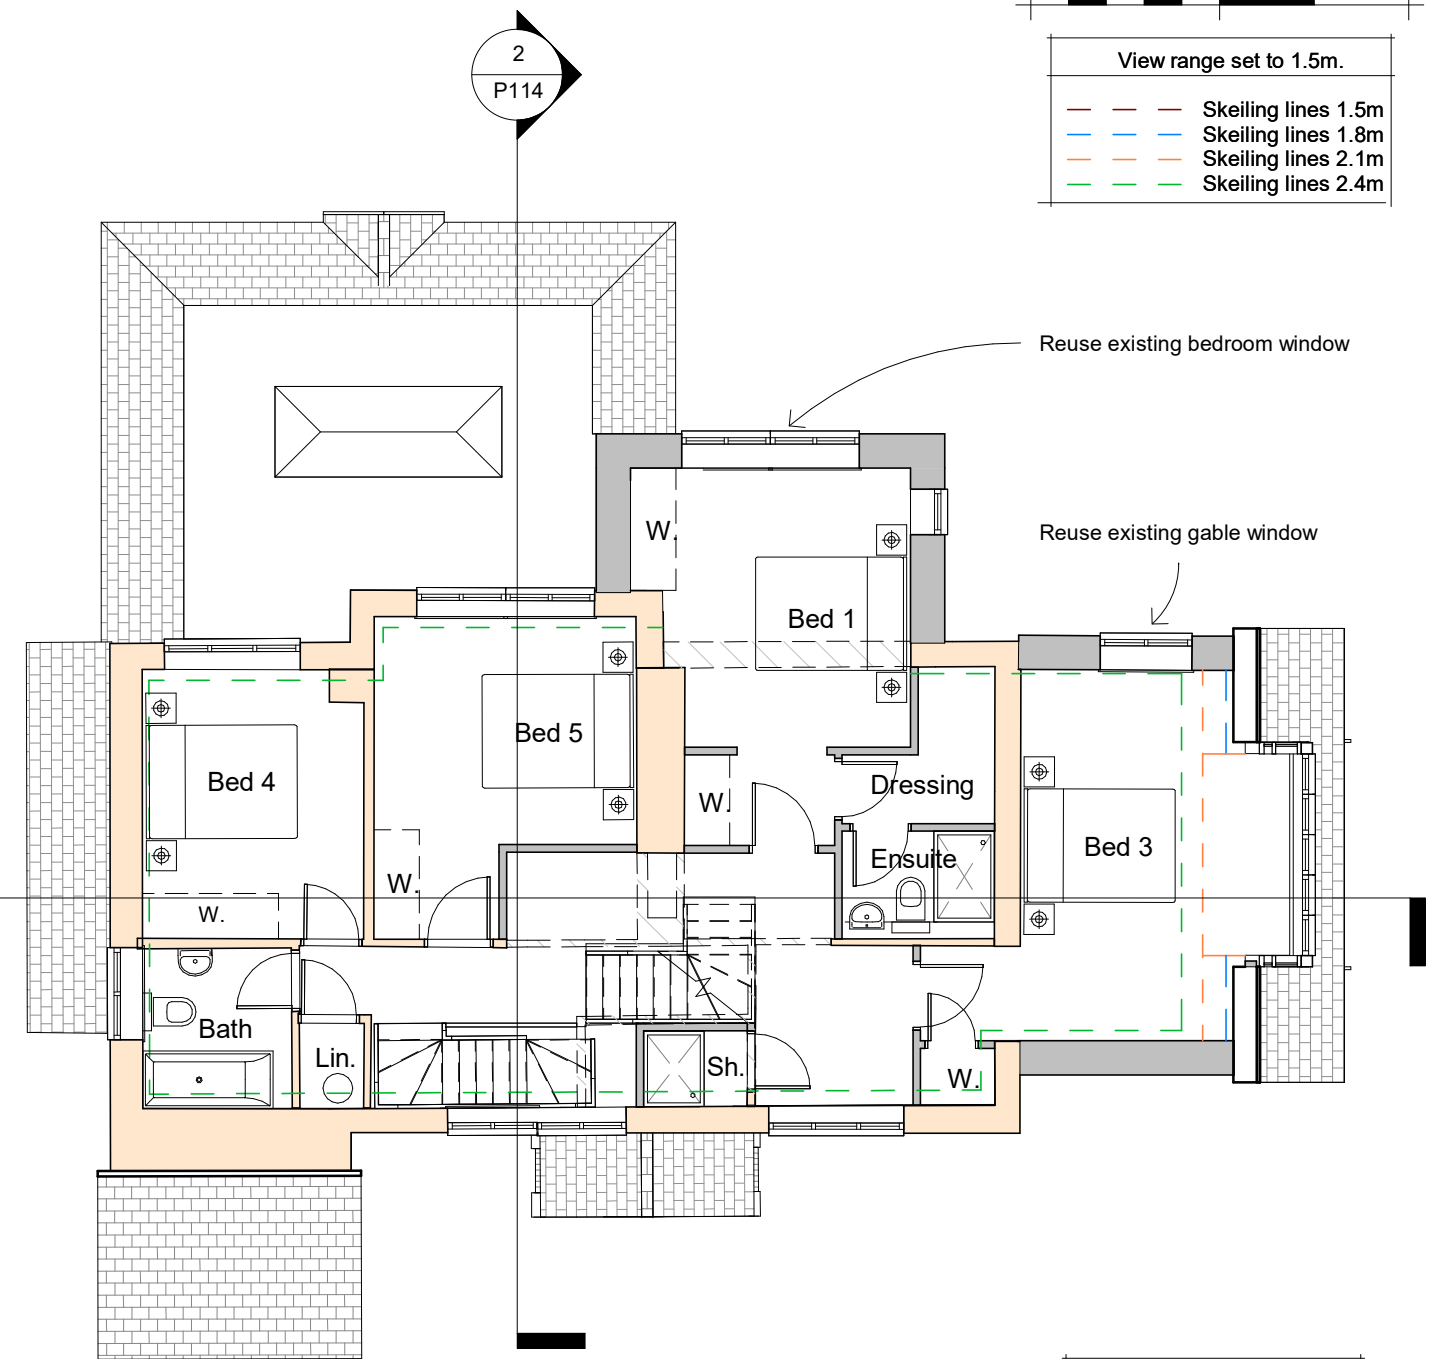 2
P114
View range set to 1.5m.
Skeiling lines 1.5m
Skeiling lines 1.8m
Skeiling lines 2.1m
Skeiling lines 2.4m
Reuse existing bedroom window
Reuse existing gable window
W.
Bed 1
Bed 5
Bed 4
Dressing
W.
Bed 3
Ensuite
W.
W.
Bath
Lin.
Sh.
W.